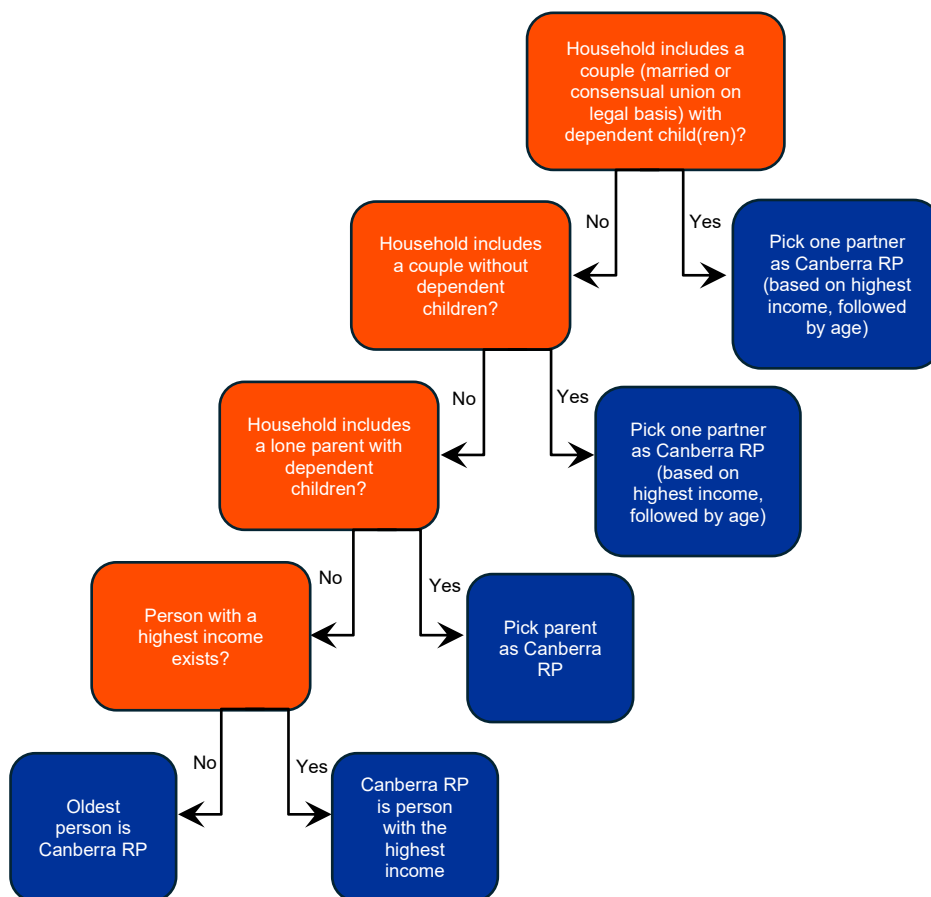 Household includes a
couple (married or
consensual union on
legal basis) with
dependent child(ren)?
No
Yes
Household includes
a couple without
dependent
children?
Pick one partner
as Canberra RP
(based on highest
income, followed
by age)
No
Yes
Household includes
a lone parent with
dependent
children?
Pick one partner
as Canberra RP
(based on
highest income,
followed by age)
No
Yes
Person with a
highest income
exists?
Pick parent
as Canberra
RP
No
Yes
Oldest
person is
Canberra RP
Canberra RP
is person
with the
highest
income